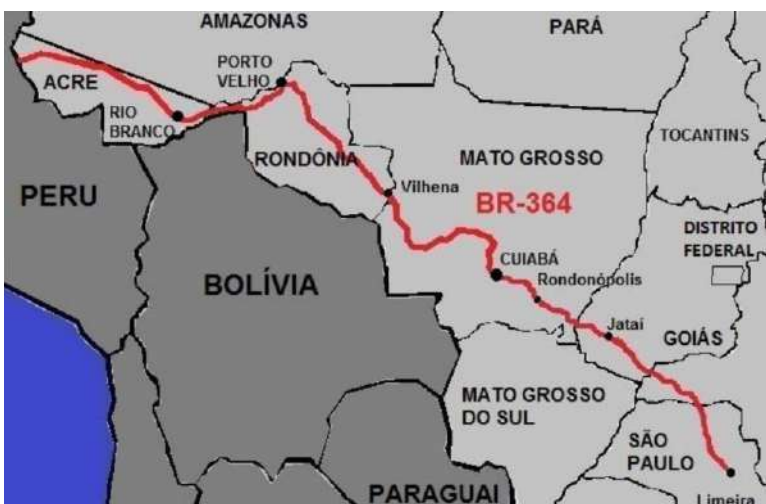 AMAZONAS
PARÁ
PORTO
VELHO
ACRE
RIO
BRANCO
TOCANTINS
RONDÔNIA
MATO GROSSO
Vilhena
PERU
BR-364
DISTRITO
FEDERAL
CUIABÁ
BOLÍVIA
Rondonópolis
Jataí
GOIÁS
MATO GROSSO
DO SUL
SÃO
PAULO
PARAGUAI
Limeira